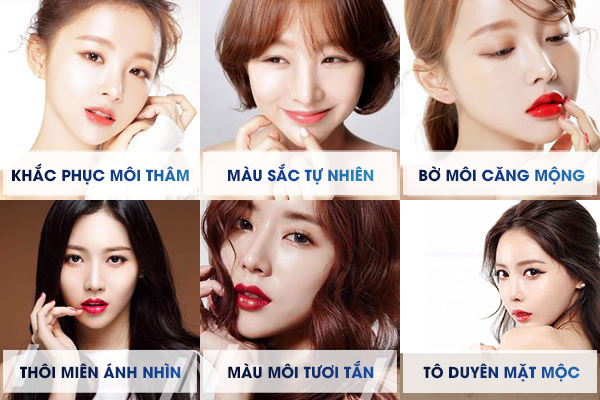 KHẮC PHỤC MÔI THÂM
MÀU SẮC TỰ NHIÊN
BỜ MÔI CĂNG MỘNG
THÔI MIÊN ÁNH NHÌN
MÀU MÔI TƯƠI TẮN
TÔ DUYÊN MẶT MỘC